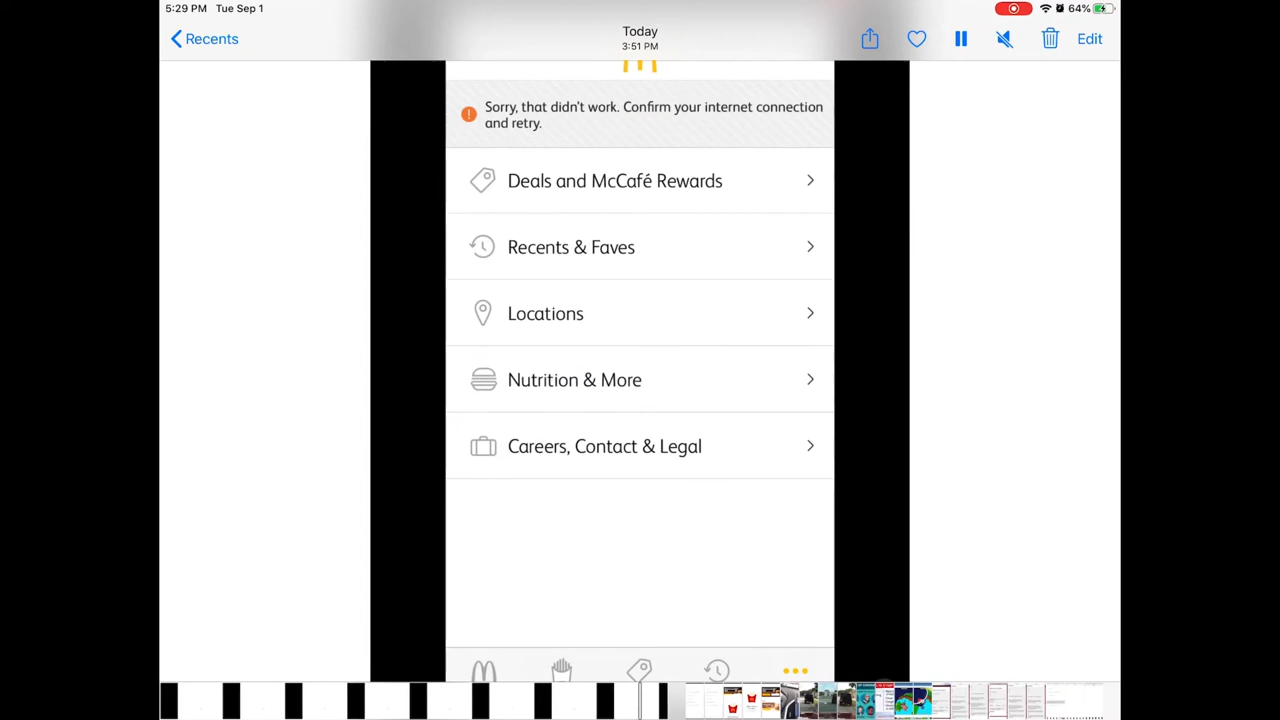 5:29 PM Tue Sep 1
64%
Recents
Today
3:51 PM
Edit
Sorry, that didn't work. Confirm your internet connection
and retry.
Deals and McCafé Rewards
Recents & Faves
Locations
Nutrition & More
Careers, Contact & Legal